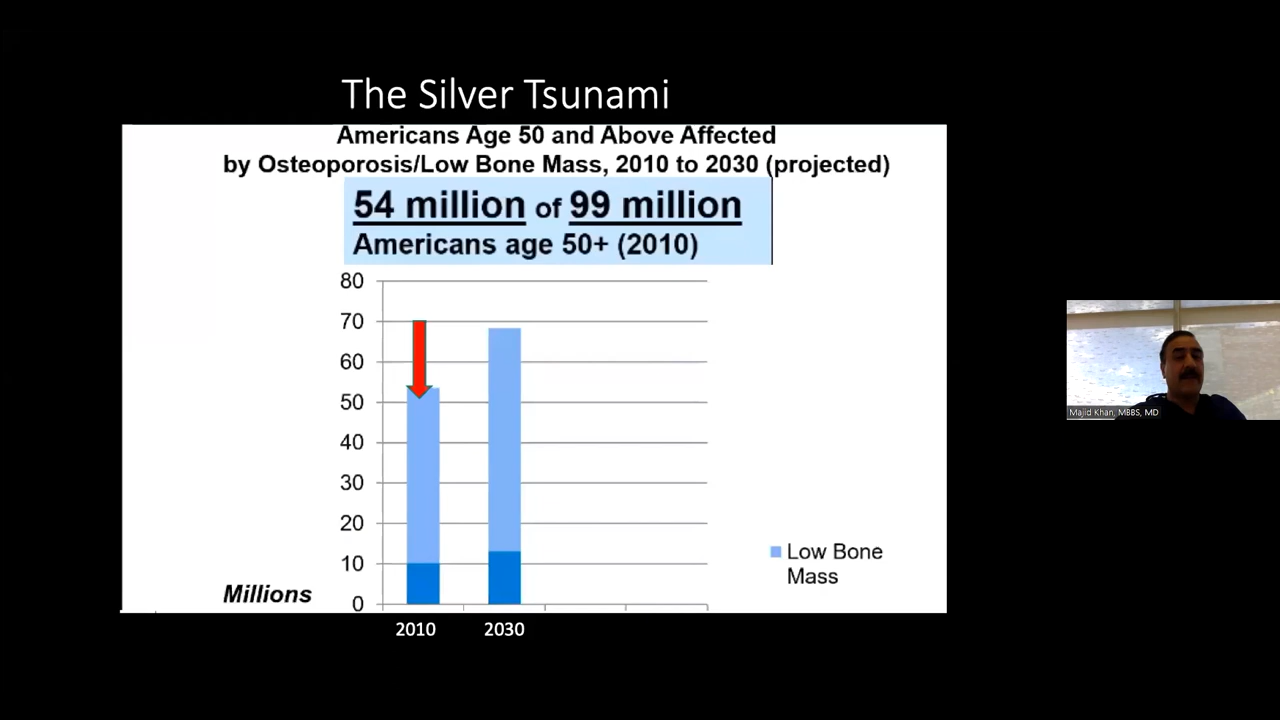 The Silver Tsunami
Americans Age 50 and Above Affected
by Osteoporosis/Low Bone Mass, 2010 to 2030 (projected)
54 million of 99 million
Americans age 50+ (2010)
80
70
60
50
40
30
20
10
0
Millions
2010
2030
Low Bone
Mass
Majid Khan, MBBS, MD